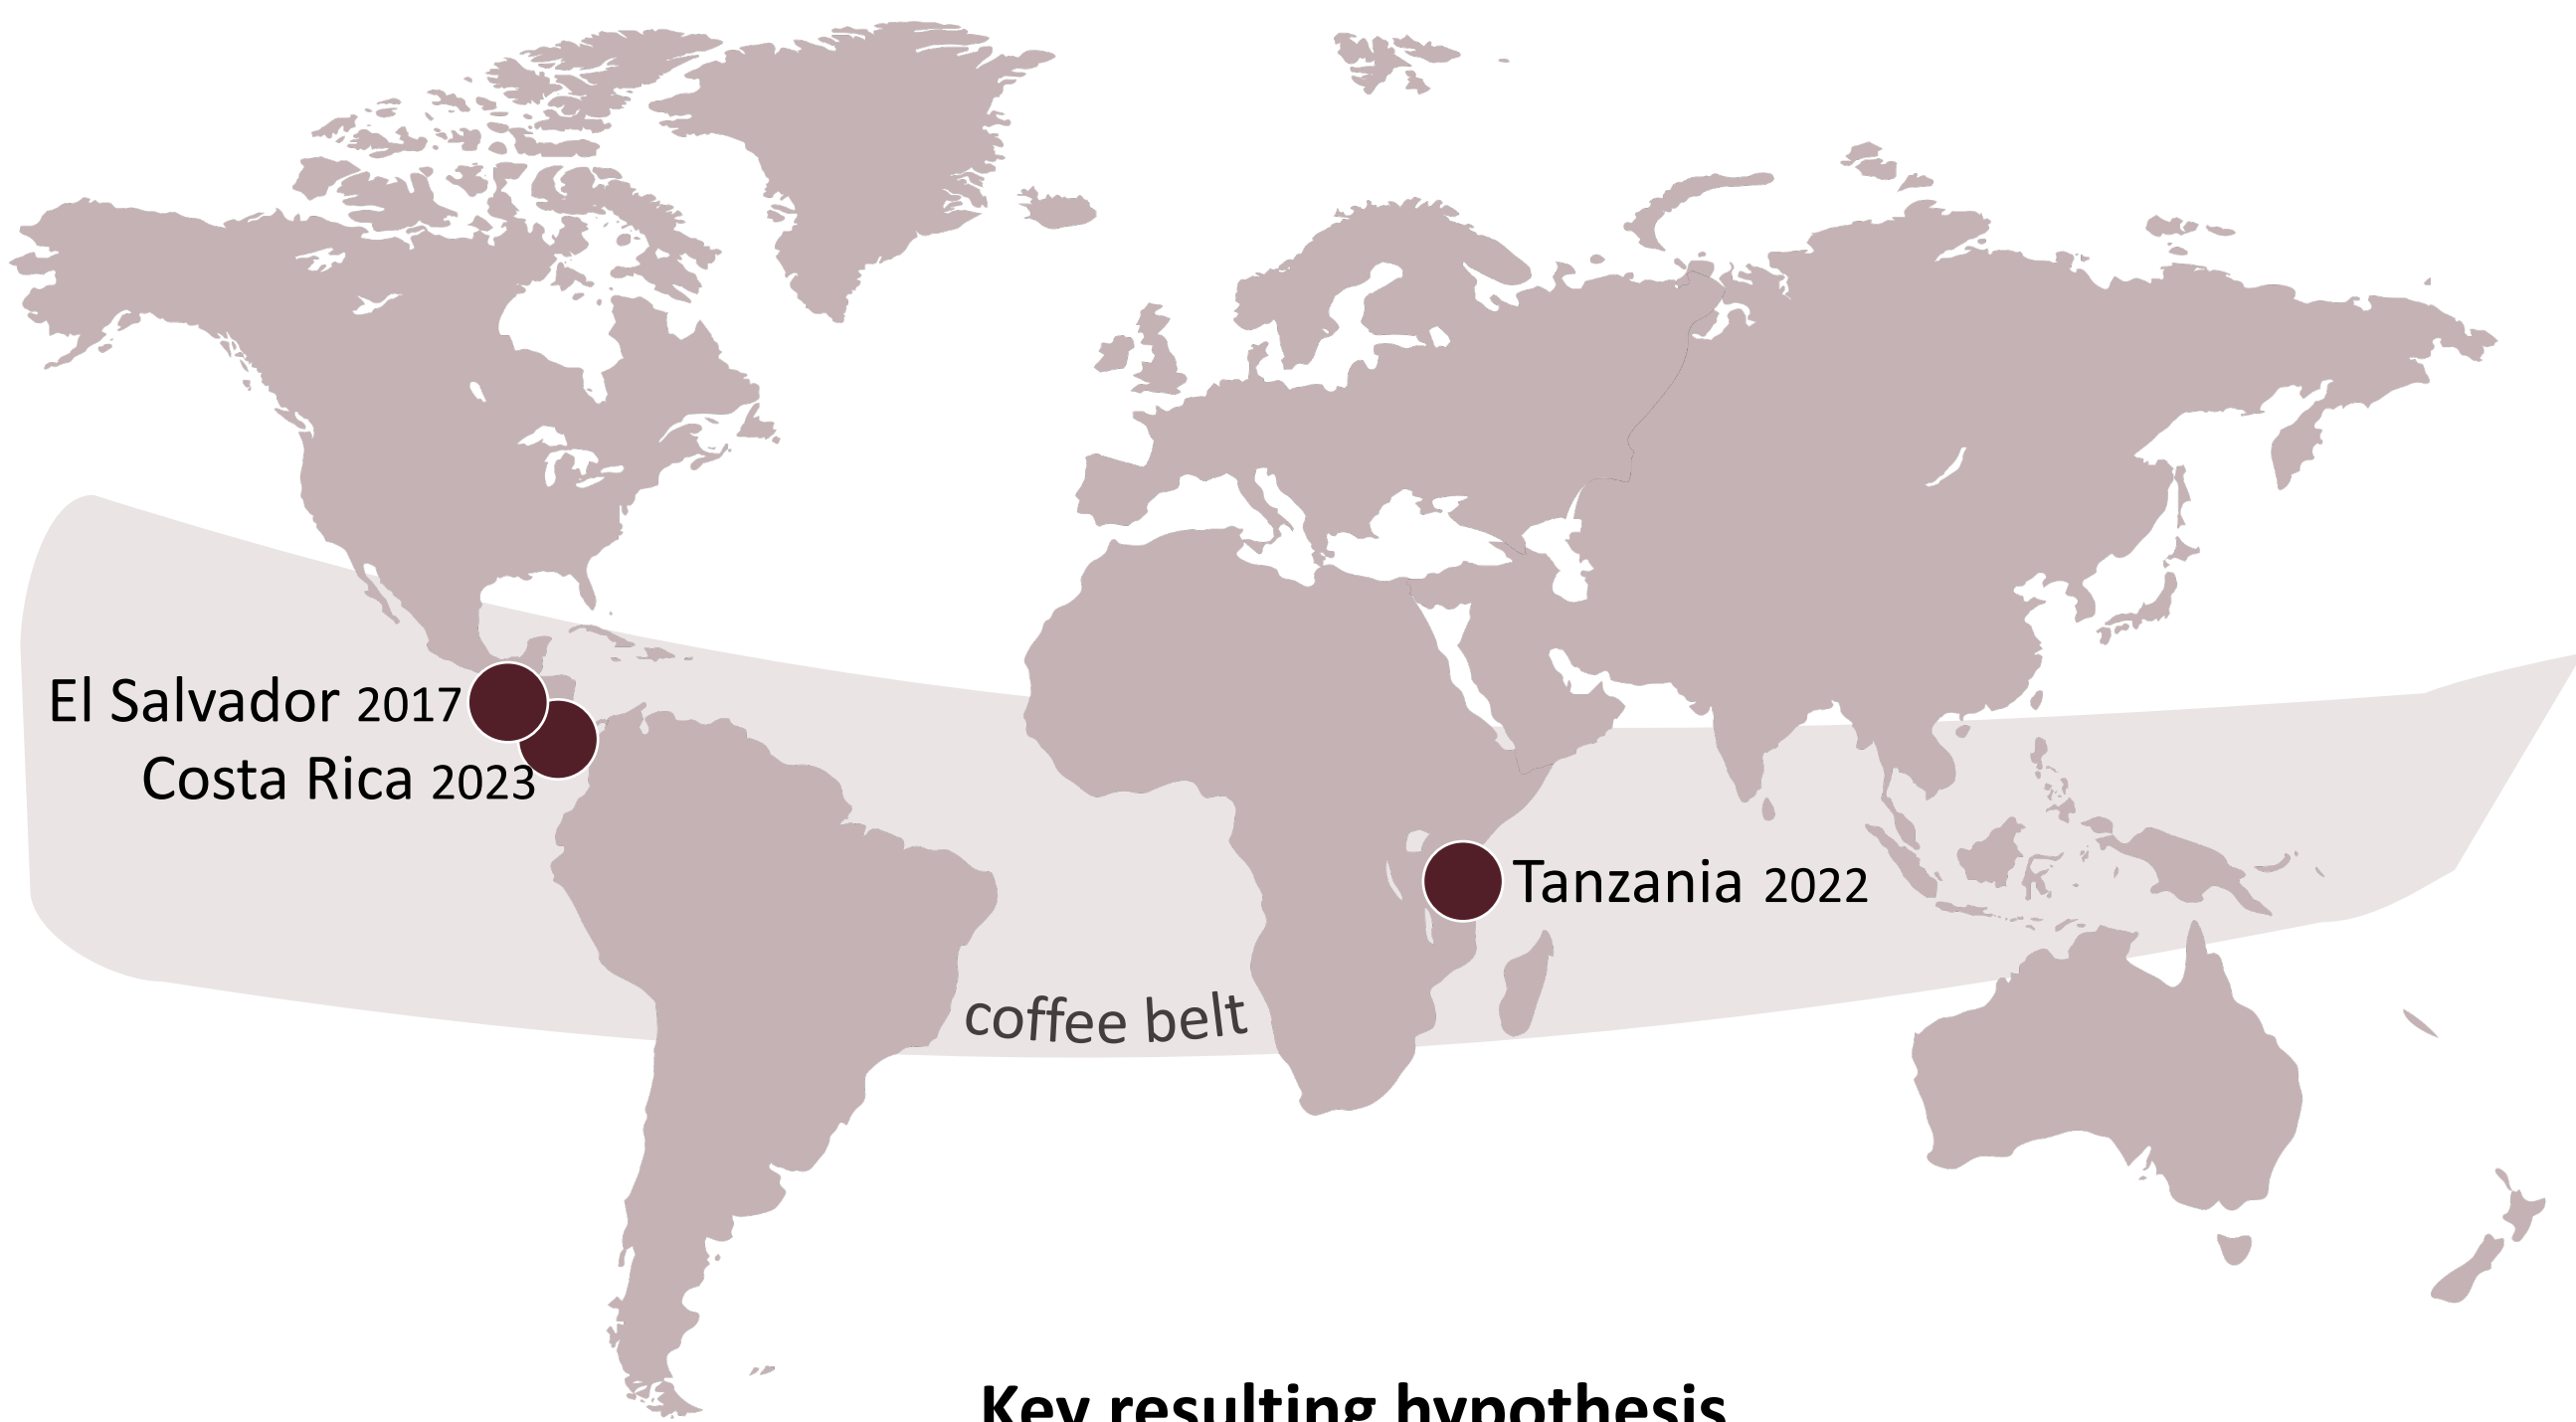 El Salvador 2017
Costa Rica 2023
Tanzania 2022
coffee belt
Key resulting hypothesis